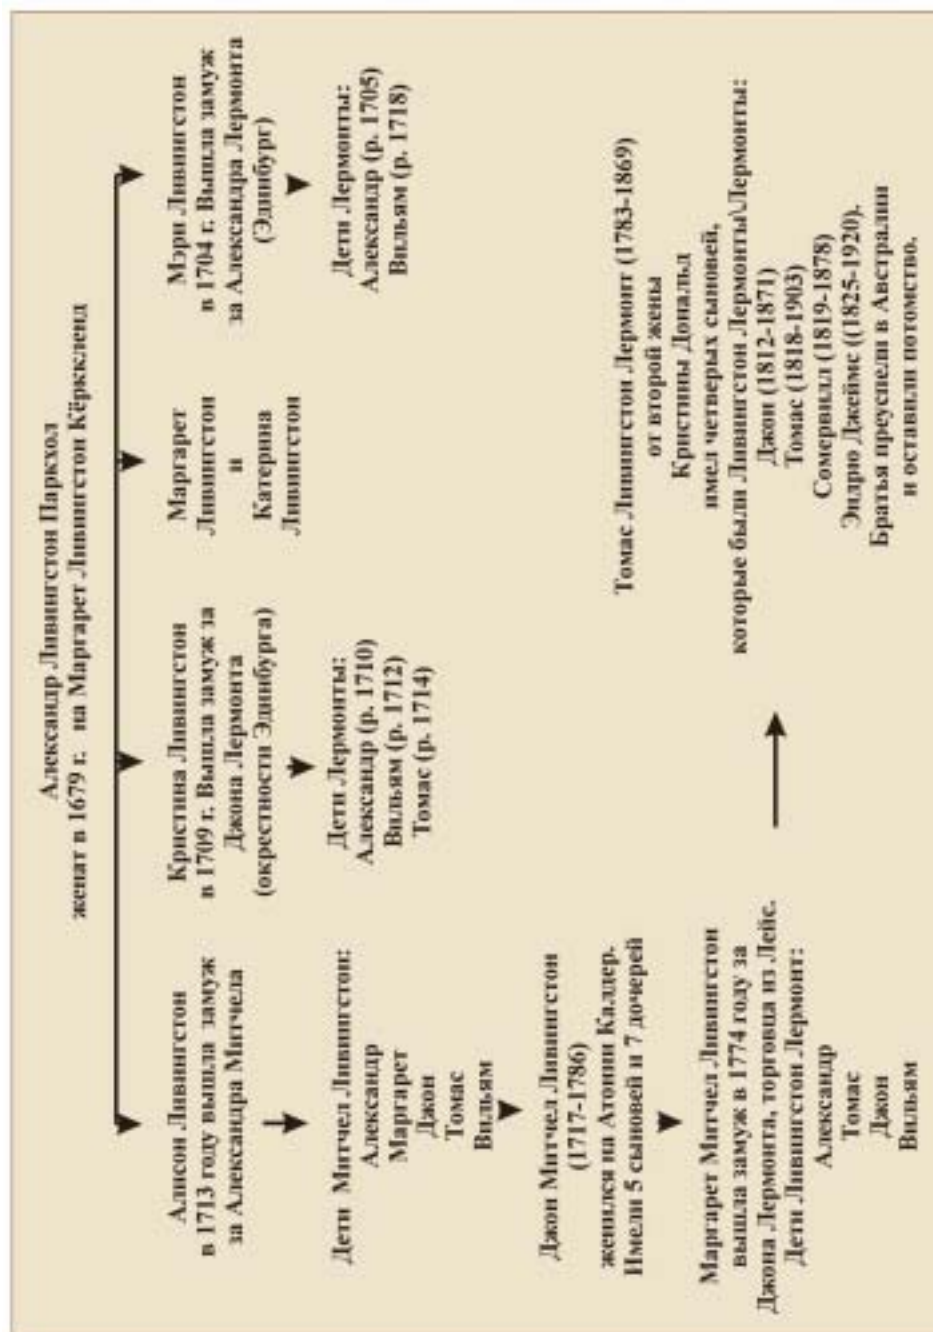 Александр Ливингстон Паркхол
женат в 1679 г. на Маргарет Ливингстон Кёрккленд
Алисон Ливингстон
в 1713 году вышла замуж
за Александра Митчела
Дети Митчел Ливингстон:
Александр
Маргарет
Джон
Томас
Вильям
Джон Митчел Ливингстон
(1717-1786)
женился на Атонии Калдер.
Имели 5 сыновей и 7 дочерей
Маргарет Митчел Ливингстон
вышла замуж в 1774 году за
Джона Лермонта, торговца из Лейс.
Дети Ливингстон Лермонт:
Александр
Томас
Джон
Вильям
Кристина Ливингстон
в 1709 г. Вышла замуж за
Джона Лермонта
(окрестности Эдинбурга)
Дети Лермонты:
Александр (р. 1710)
Вильям (р. 1712)
Томас (р. 1714)
Маргарет
Ливингстон
и
Катерина
Ливингстон
Мэри Ливингстон
в 1704 г. Вышла замуж
за Александра Лермонта
(Эдинбург)
Дети Лермонты:
Александр (р. 1705)
Вильям (р. 1718)
Томас Ливингстон Лермонт (1783-1869)
от второй жены
Кристины Дональд
имел четверых сыновей,
которые были Ливингстон Лермонты\Лермонты:
Джон (1812-1871)
Томас (1818-1903)
Сомервилл (1819-1878)
Эндрю Джеймс ((1825-1920).
Братья преуспели в Австралии
и оставили потомство.